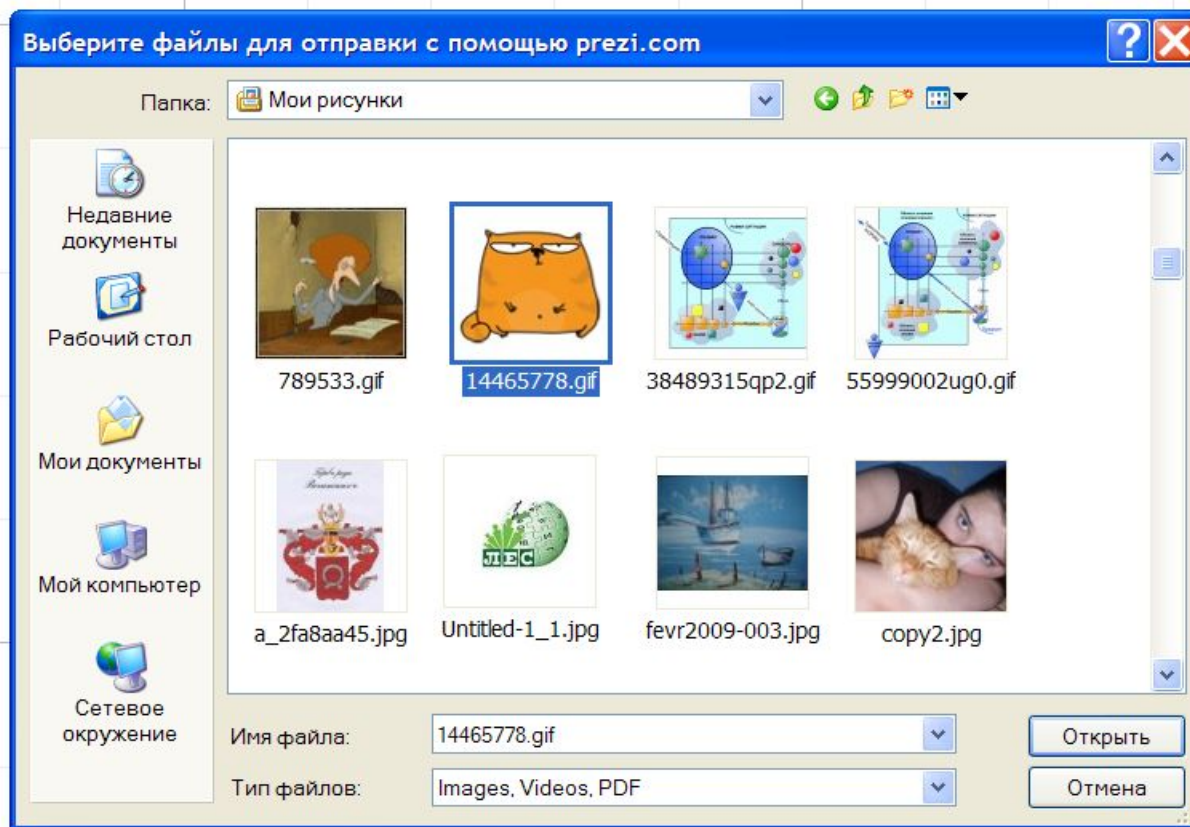 Выберите файлы для отправки с помощью prezi.com
Папка:
Мои рисунки
Недавние
документы
Рабочий стол
Мои документы
Мой компьютер
Сетевое
окружение
789533.gif
14465778.gif
38489315qp2.gif
55999002ug0.gif
ЛЕС
a_2fa8aa45.jpg
Untitled-1_1.jpg
fevr2009-003.jpg
copy2.jpg
Имя файла:
14465778.gif
Открыть
Тип файлов:
Images, Videos, PDF
Отмена